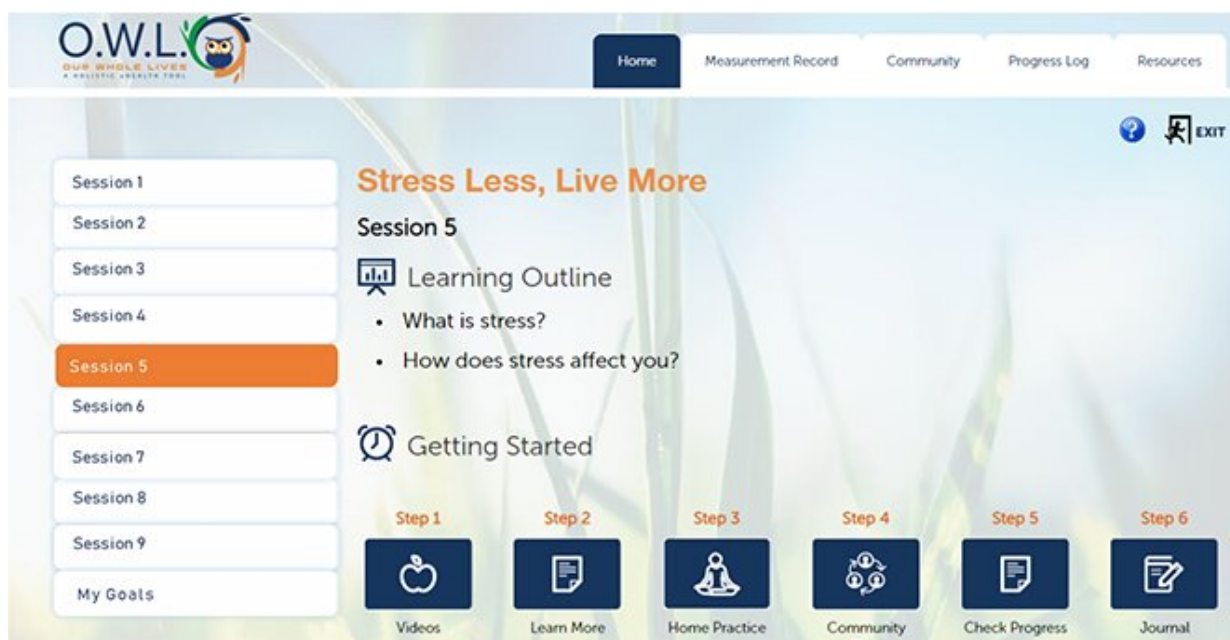 O.W.L.
OUR WHOLE LIVES
A HOLISTIC EHEALTH TOOL
Home
Measurement Record
Community
Progress Log
Resources
?
EXIT
Session 1
Session 2
Session 3
Session 4
Session 5
Session 6
Session 7
Session 8
Session 9
My Goals
Stress Less, Live More
Session 5
Learning Outline
• What is stress?
• How does stress affect you?
Getting Started
Step 1
Step 2
Step 3
Step 4
Step 5
Step 6
Videos
Learn More
Home Practice
Community
Check Progress
Journal